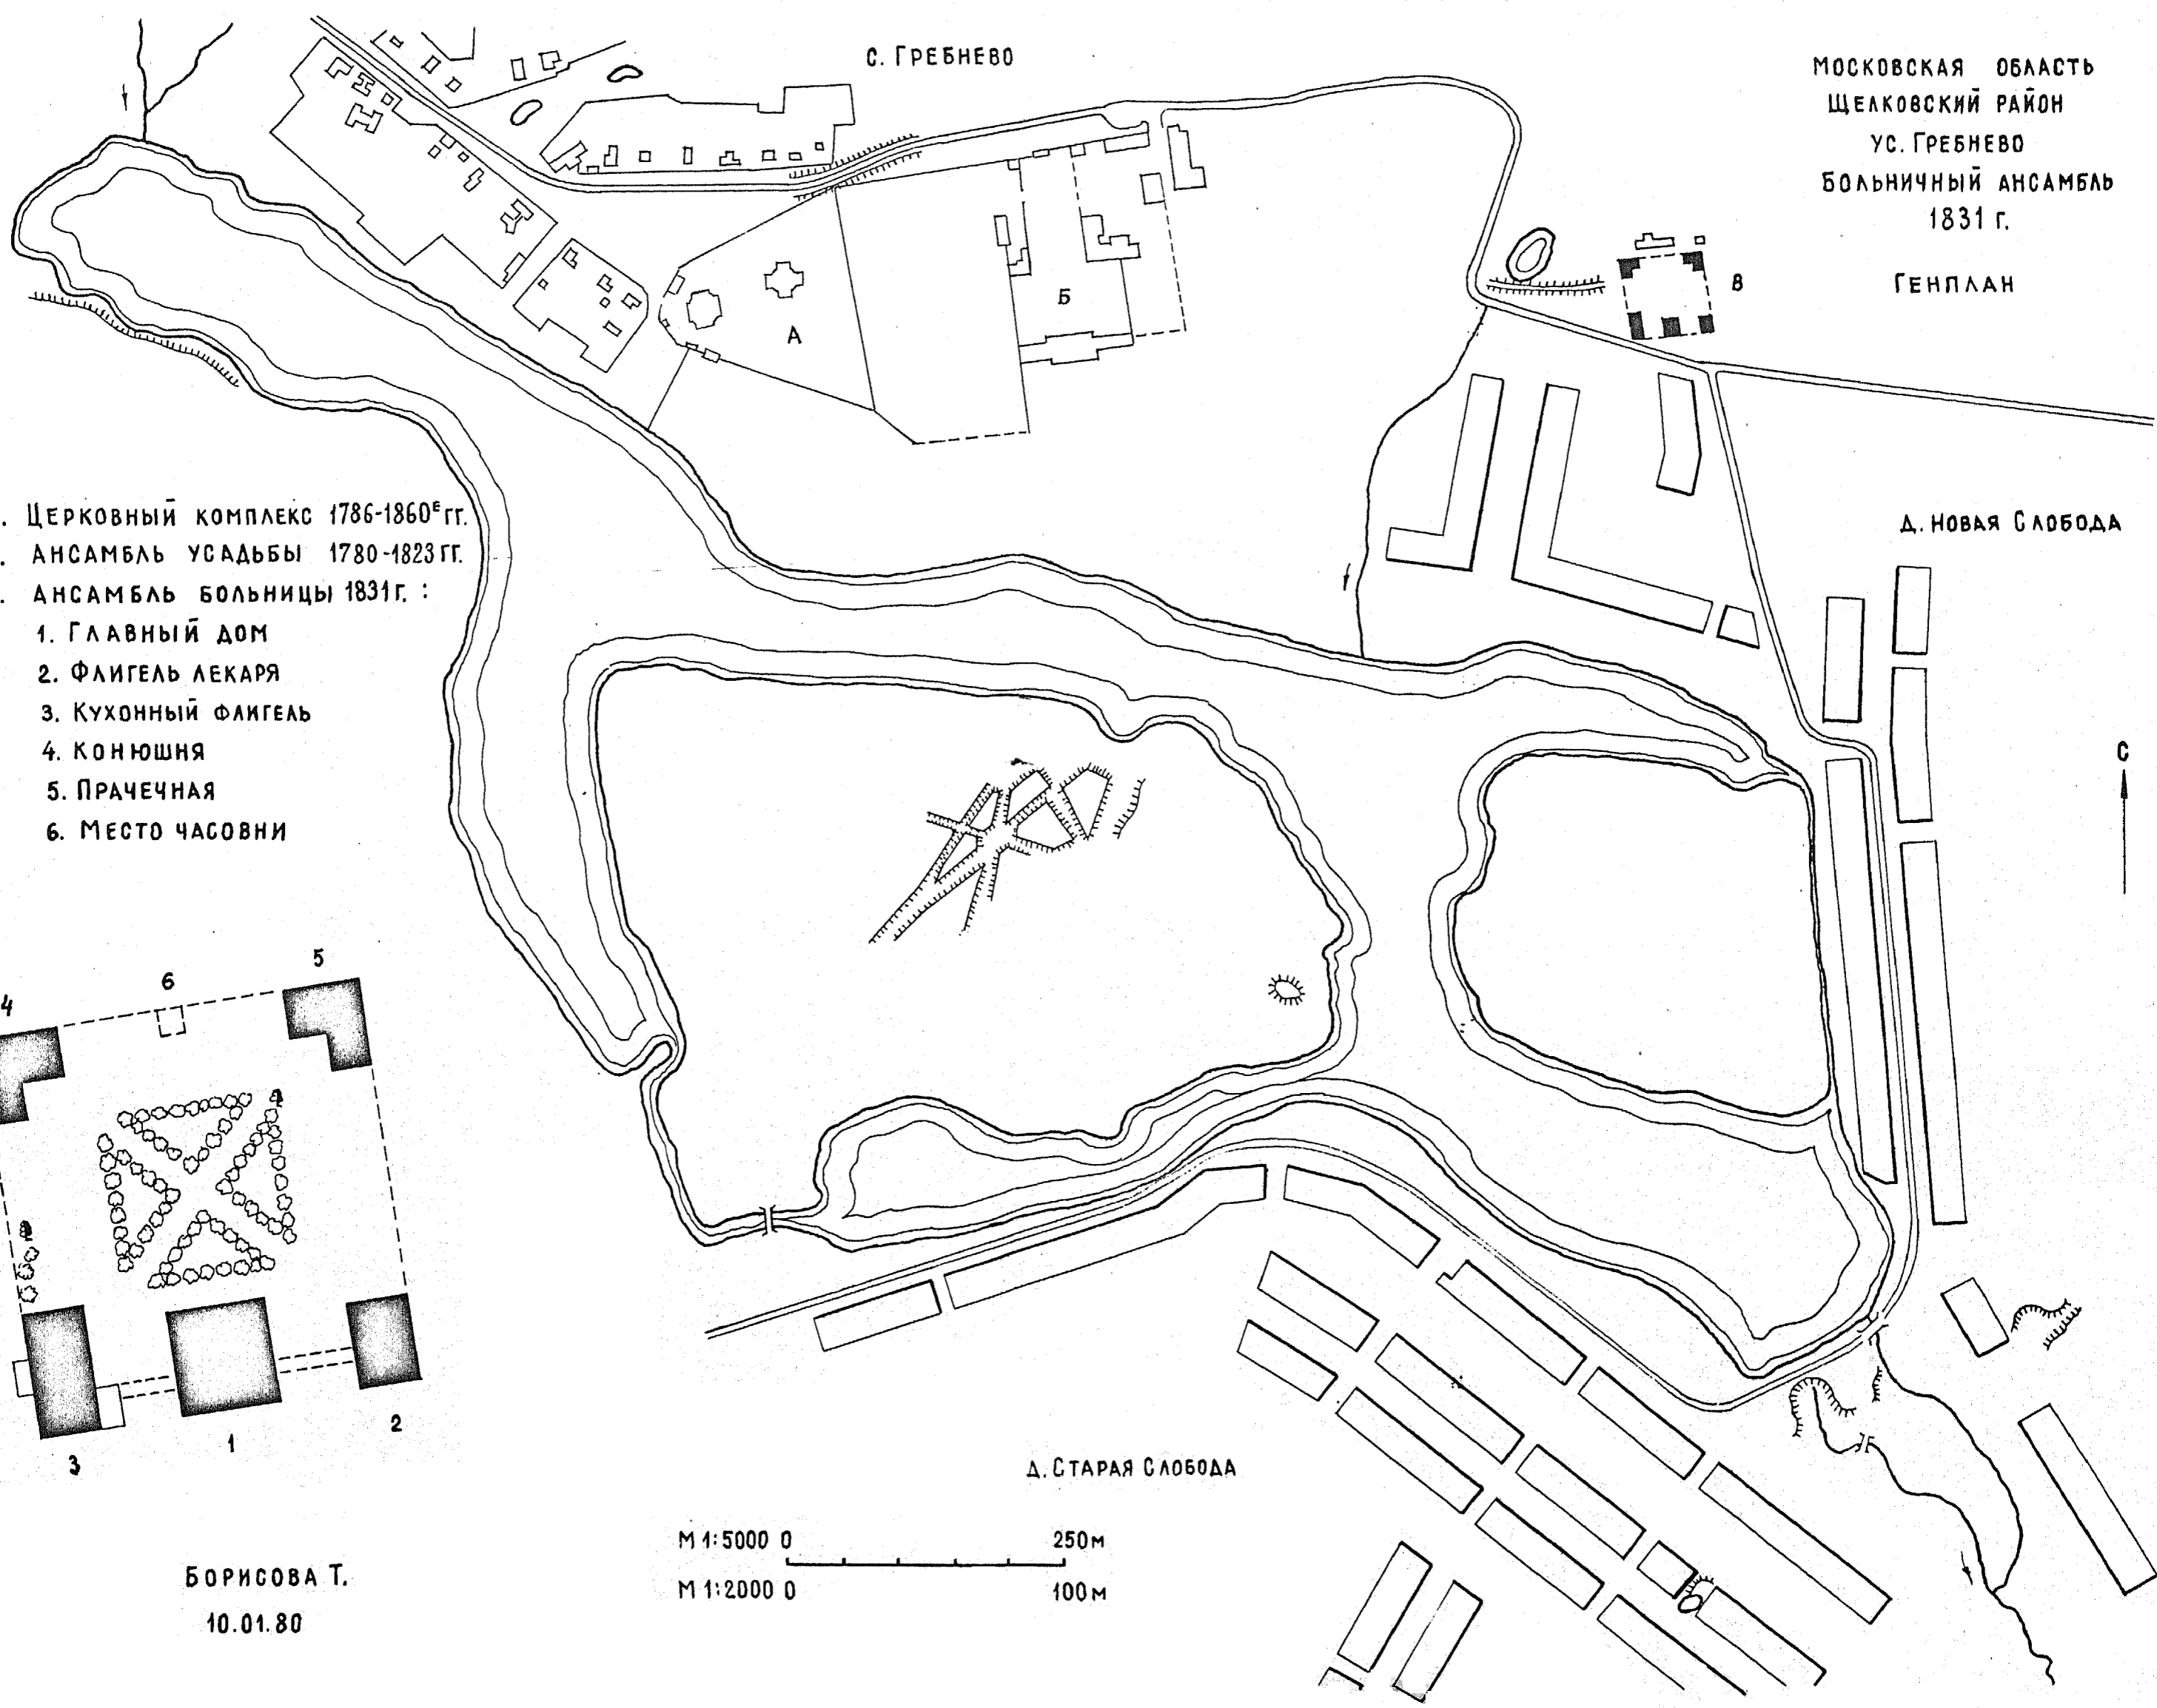 С. ГРЕБНЕВО
МОСКОВСКАЯ ОБЛАСТЬ
ЩЕЛКОВСКИЙ РАЙОН
УС. ГРЕБНЕВО
БОЛЬНИЧНЫЙ АНСАМБЛЬ
1831 г.
ГЕНПЛАН
А
Б
В
. ЦЕРКОВНЫЙ КОМПЛЕКС 1786-1860Е ГГ.
. АНСАМБЛЬ УСАДЬБЫ 1780-1823 ГГ.
. АНСАМБЛЬ БОЛЬНИЦЫ 1831 Г. :
1. ГЛАВНЫЙ ДОМ
2. ФЛИГЕЛЬ ЛЕКАРЯ
3. КУХОННЫЙ ФЛИГЕЛЬ
4. КОНЮШНЯ
5. ПРАЧЕЧНАЯ
6. МЕСТО ЧАСОВНИ
Д. НОВАЯ СЛОБОДА
С
4
6
5
3
1
2
Д. СТАРАЯ СЛОБОДА
М 1:5000 0 250м
М 1:2000 0 100м
БОРИСОВА Т.
10.01.80